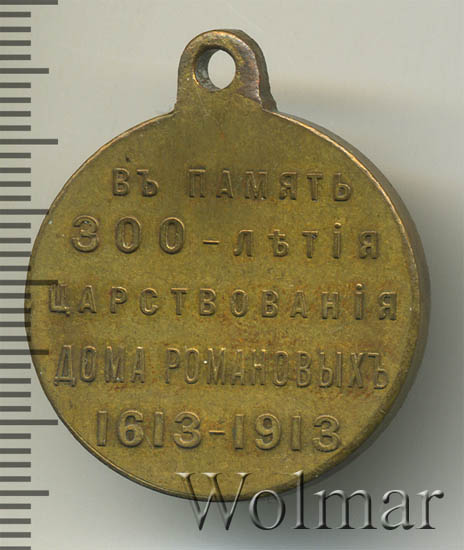 ВЪ ПАМЯТЬ
300-ЛѢТІЯ
ЦАРСТВОВАНІЯ
ДОМА РОМАНОВЫХЪ
1613-1913
Wolmar